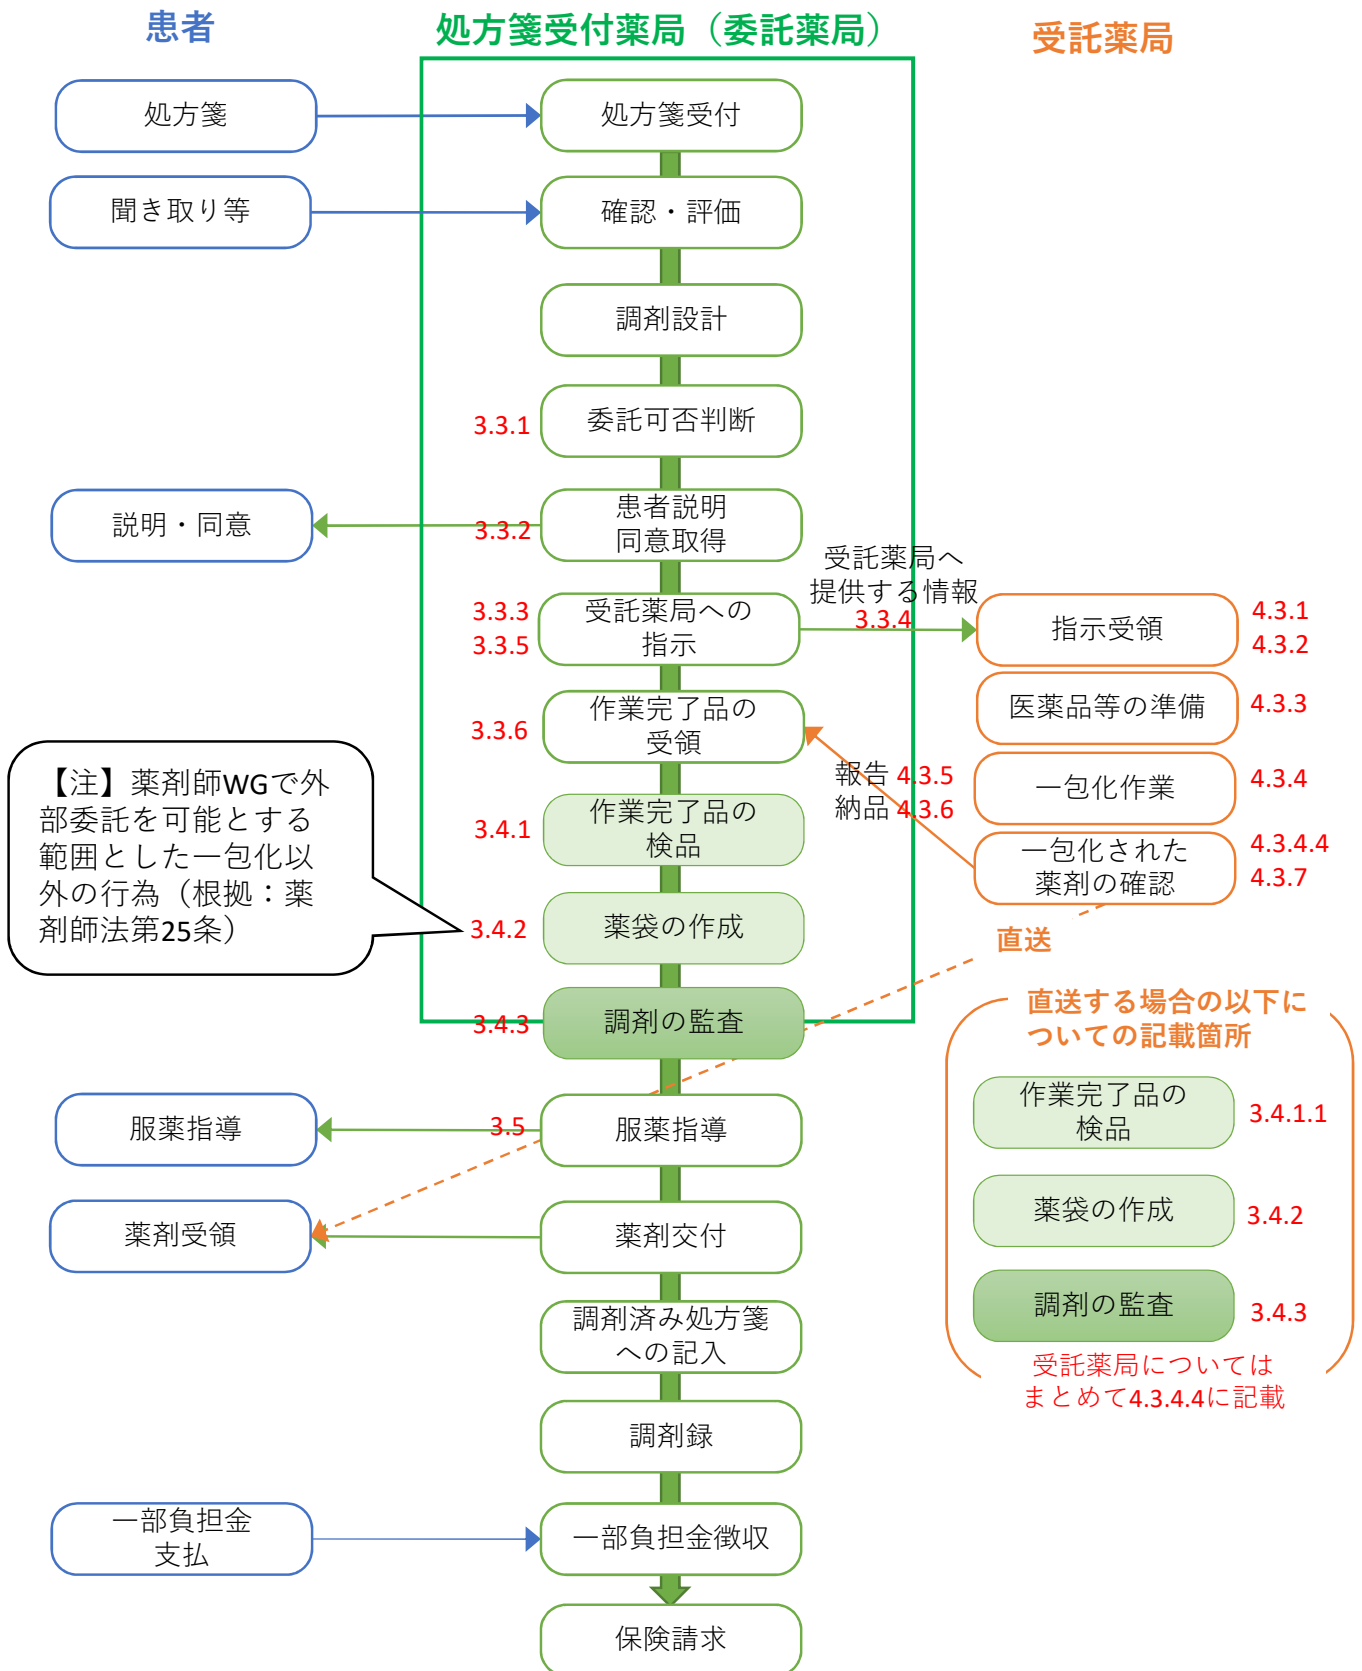 患者
処方箋受付薬局（委託薬局）
受託薬局
処方箋
処方箋受付
聞き取り等
確認・評価
調剤設計
3.3.1
委託可否判断
説明・同意
3.3.2
患者説明
同意取得
受託薬局へ
提供する情報
3.3.4
3.3.3
3.3.5
受託薬局への
指示
指示受領
4.3.1
4.3.2
3.3.6
作業完了品の
受領
医薬品等の準備
4.3.3
報告 4.3.5
納品 4.3.6
一包化作業
4.3.4
【注】薬剤師WGで外
部委託を可能とする
範囲とした一包化以
外の行為（根拠：薬
剤師法第25条）
3.4.1
作業完了品の
検品
一包化された
薬剤の確認
4.3.4.4
4.3.7
3.4.2
薬袋の作成
直送
3.4.3
調剤の監査
直送する場合の以下に
ついての記載箇所
作業完了品の
検品
3.4.1.1
薬袋の作成
3.4.2
調剤の監査
3.4.3
受託薬局については
まとめて4.3.4.4に記載
服薬指導
3.5
服薬指導
薬剤受領
薬剤交付
調剤済み処方箋
への記入
調剤録
一部負担金
支払
一部負担金徴収
保険請求